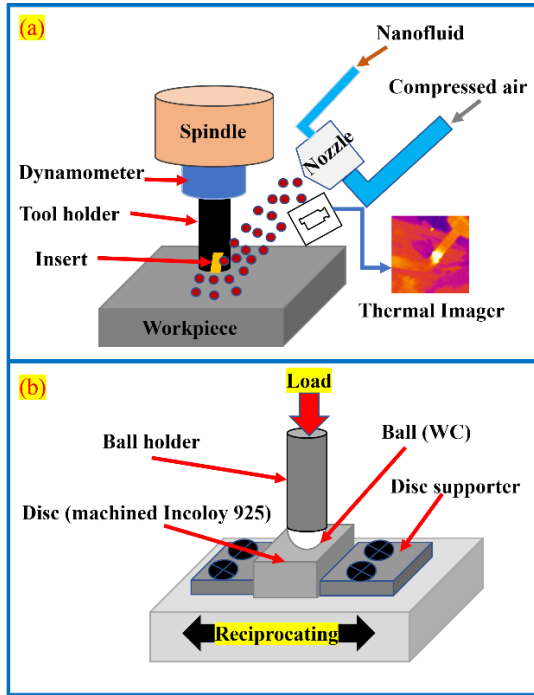 (a)
Nanofluid
Compressed air
Spindle
Nozzle
Dynamometer
Tool holder
Insert
Workpiece
Thermal Imager
(b)
Load
Ball holder
Ball (WC)
Disc supporter
Disc (machined Incoloy 925)
Reciprocating